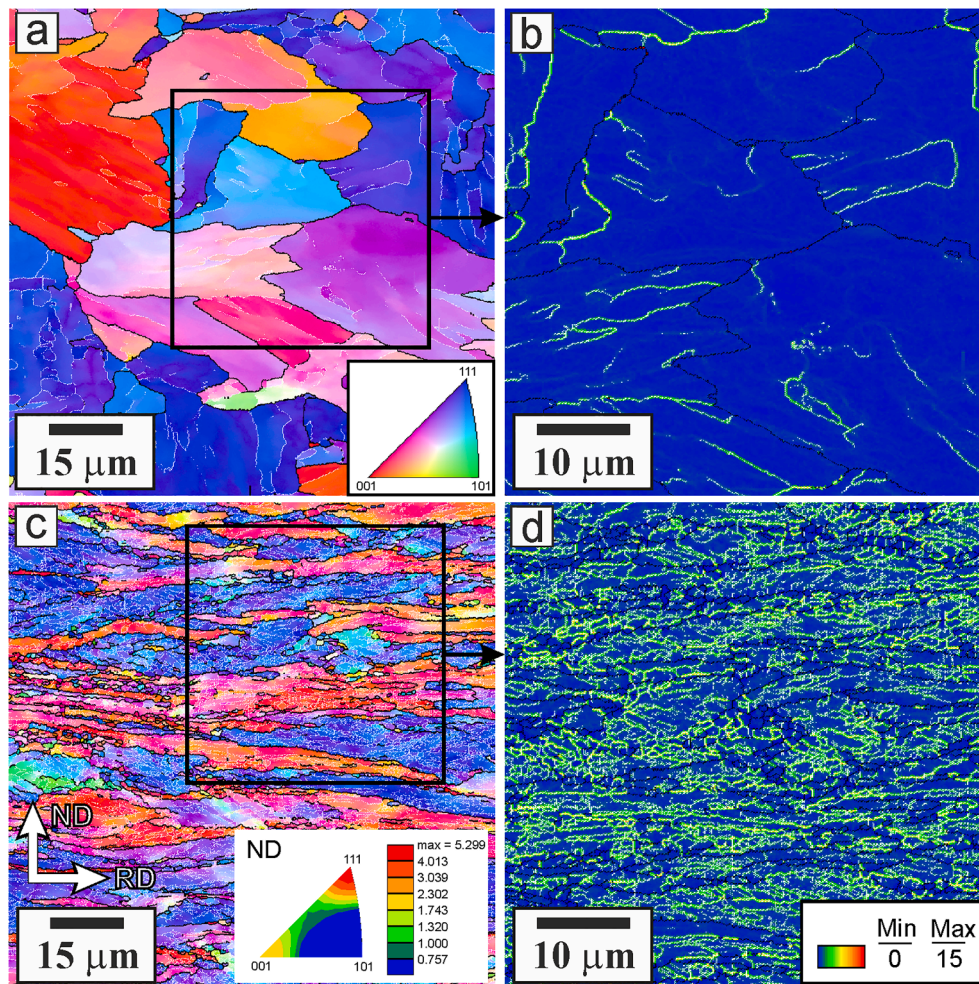 a
b
111
001
101
15 μm
10 μm
c
d
ND
RD
ND
111
001
101
max = 5.299
4.013
3.039
2.302
1.743
1.320
1.000
0.757
15 μm
10 μm
Min Max
0 15